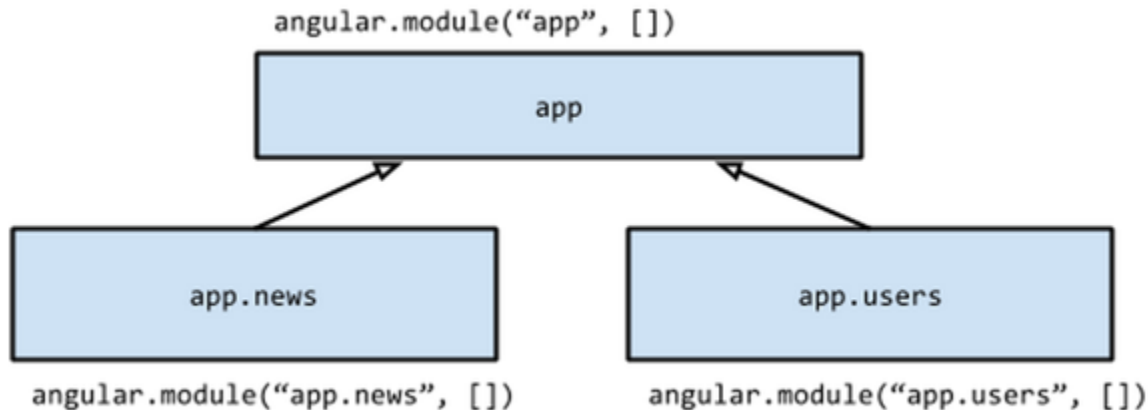 angular.module(“app”, [])
app
app.news
app.users
angular.module(“app.news”, [])
angular.module(“app.users”, [])